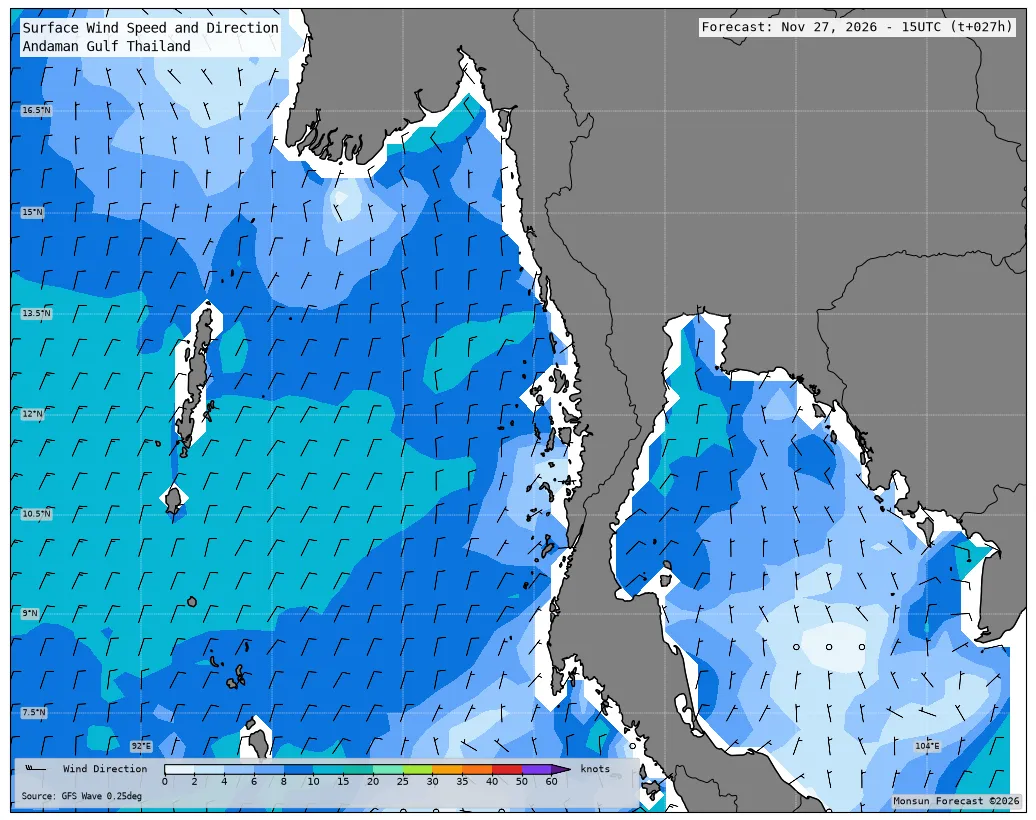 Surface Wind Speed and Direction
Andaman Gulf Thailand
Forecast: Nov 27, 2026 - 15UTC (t+027h)
16.5°N
15°N
13.5°N
12°N
10.5°N
9°N
7.5°N
92°E
104°E
Wind Direction
knots
0 2 4 6 8 10 15 20 25 30 35 40 50 60
Source: GFS Wave 0.25deg
Monsun Forecast ©2026